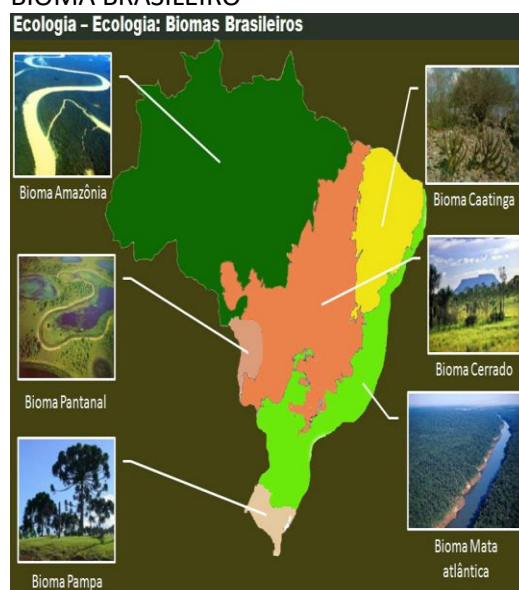 BIOMA BRASILEIRO
Ecologia – Ecologia: Biomas Brasileiros
Bioma Amazônia
Bioma Caatinga
Bioma Cerrado
Bioma Pantanal
Bioma Mata
atlântica
Bioma Pampa